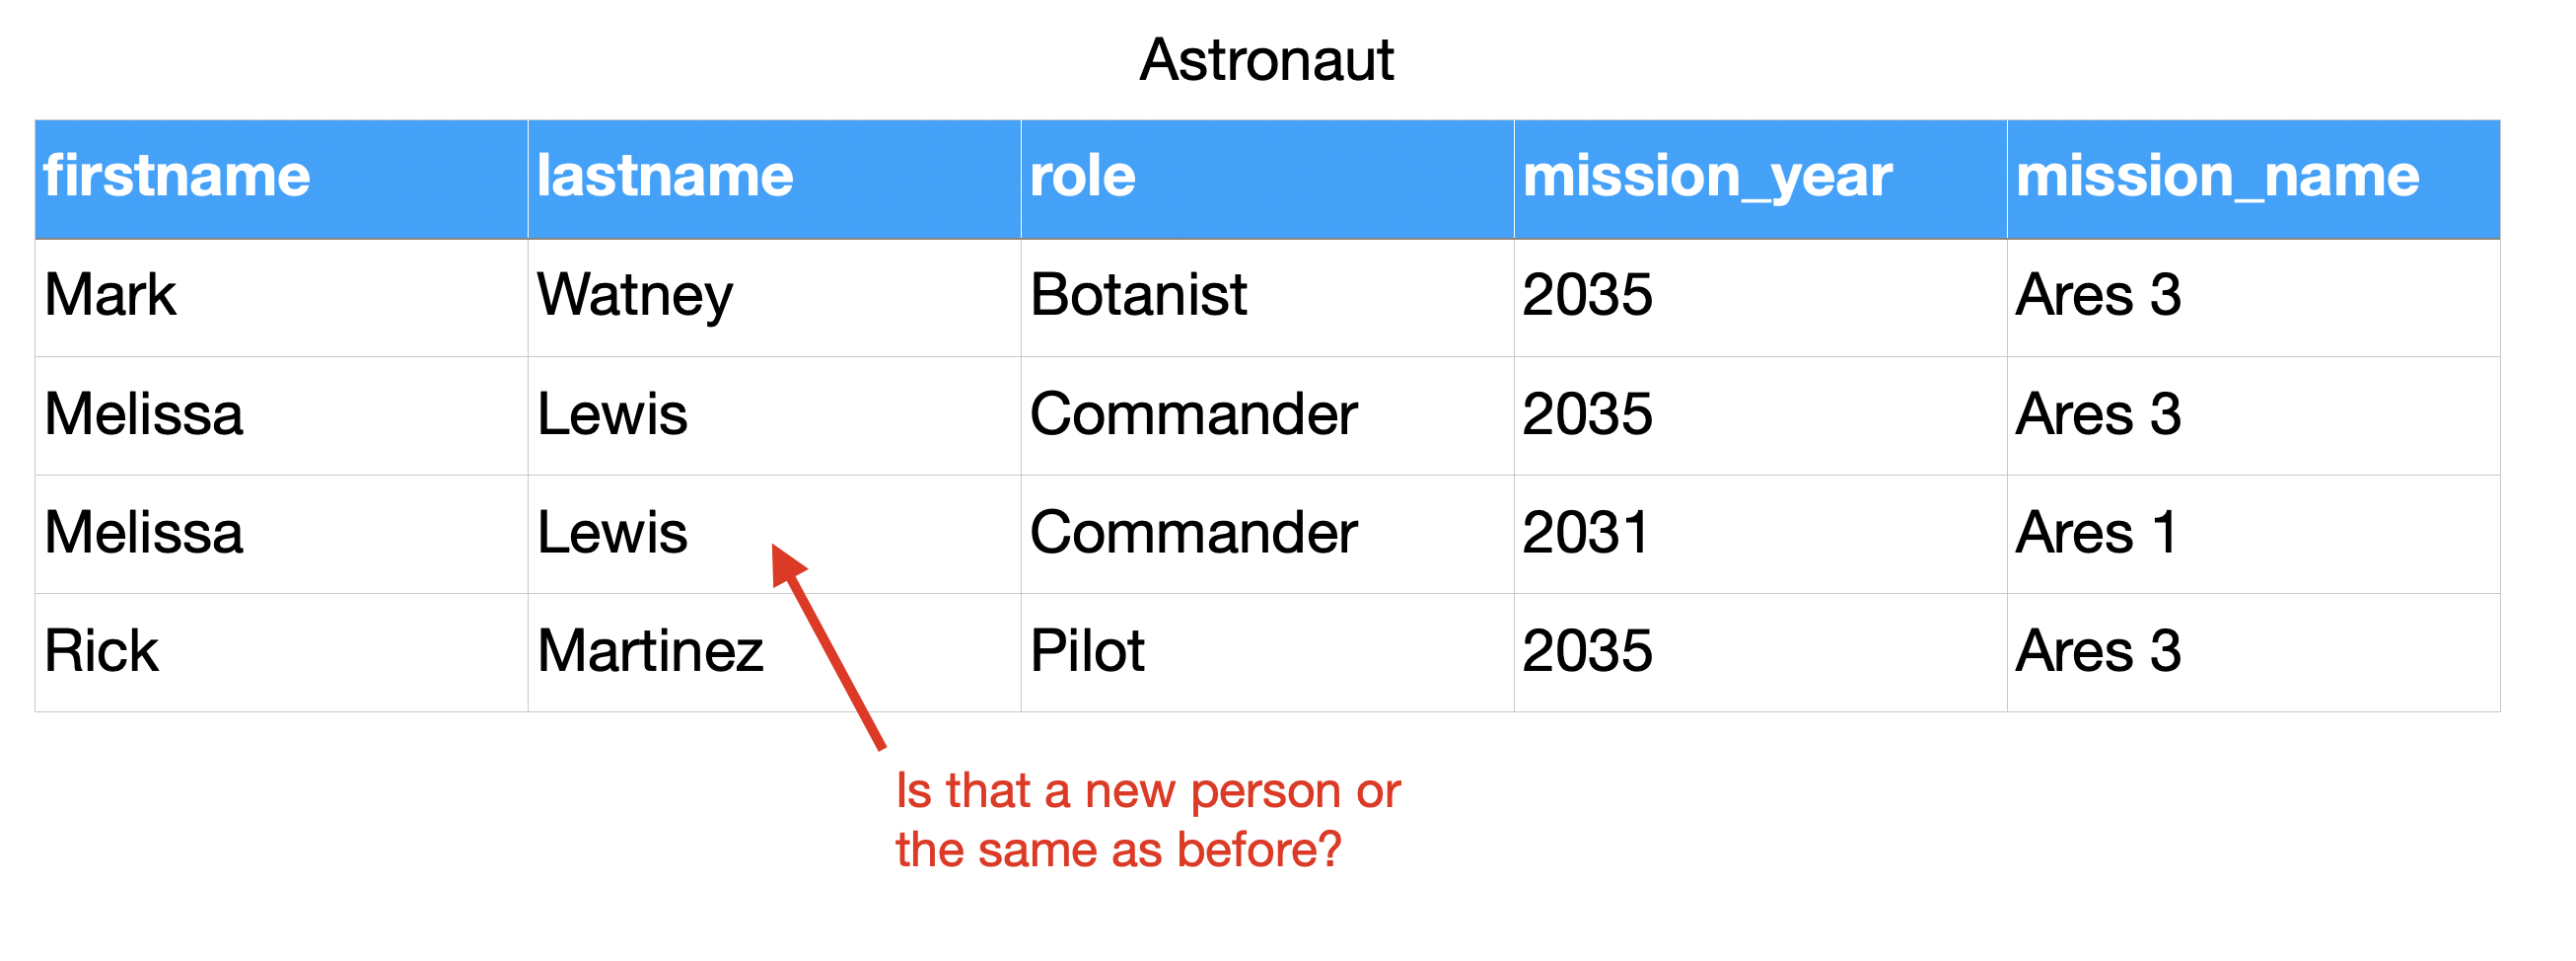 Astronaut
firstname lastname role mission_year mission_name
Mark Watney Botanist 2035 Ares 3
Melissa Lewis Commander 2035 Ares 3
Melissa Lewis Commander 2031 Ares 1
Rick Martinez Pilot 2035 Ares 3
Is that a new person or
the same as before?